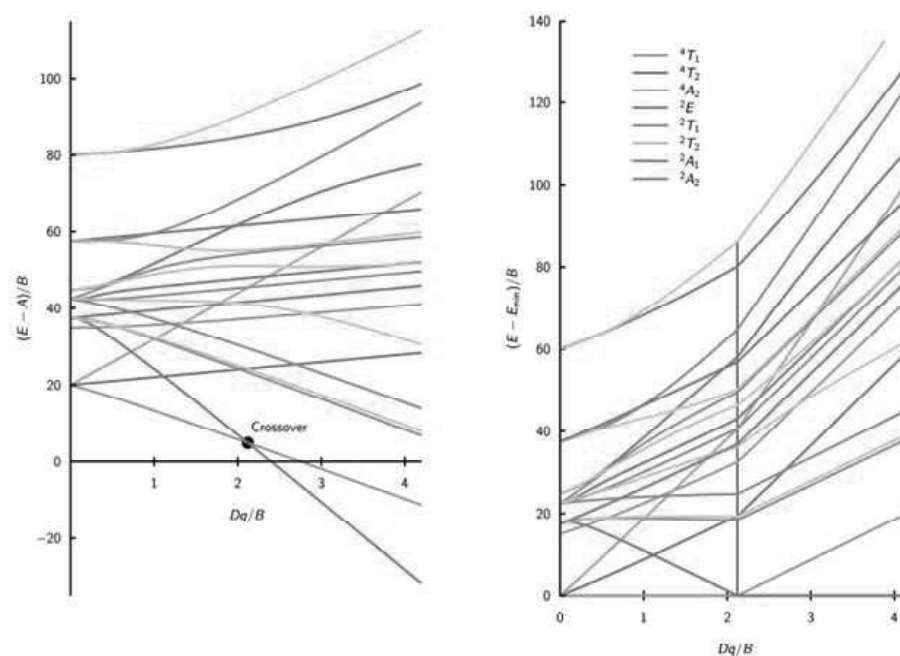 100
80
60
40
20
0
−20
(E − A)/B
Crossover
1
2
3
4
Dq/B
140
120
100
80
60
40
20
0
(E − E_min)/B
⁴T₁
⁴T₂
⁴A₂
²E
²T₁
²T₂
²A₁
²A₂
0
1
2
3
4
Dq/B